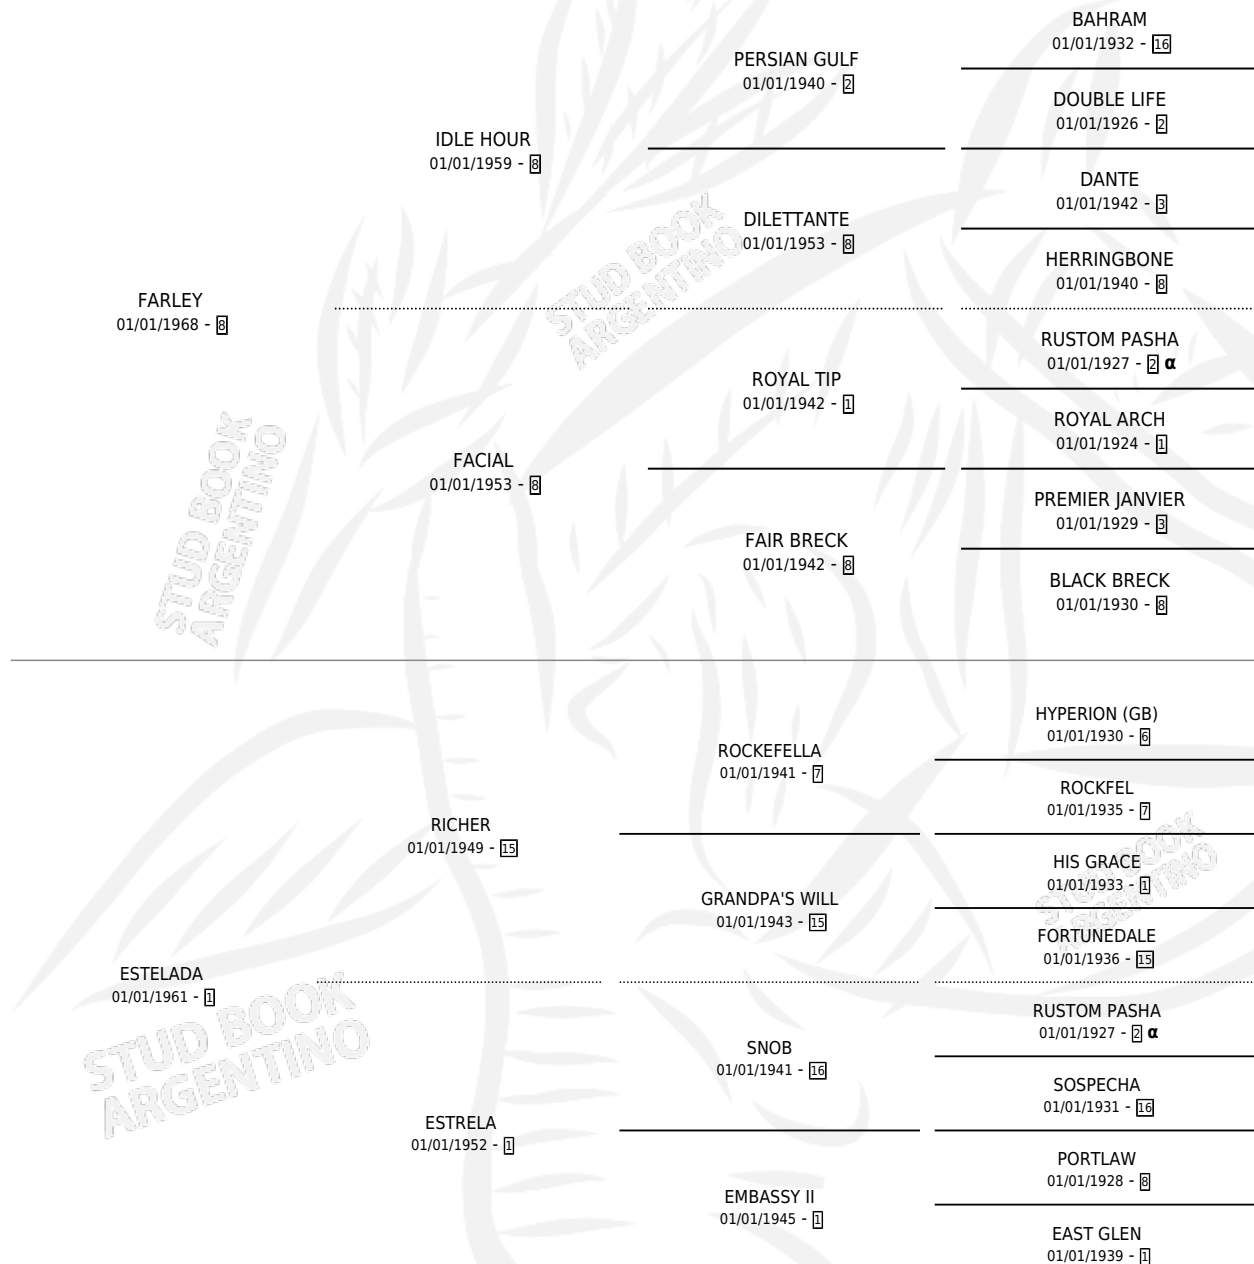 BAHRAM
01/01/1932 - 16
PERSIAN GULF
01/01/1940 - 2
DOUBLE LIFE
01/01/1926 - 2
IDLE HOUR
01/01/1959 - 8
DANTE
01/01/1942 - 3
DILETTANTE
01/01/1953 - 8
HERRINGBONE
01/01/1940 - 8
FARLEY
01/01/1968 - 8
RUSTOM PASHA
01/01/1927 - 2 α
ROYAL TIP
01/01/1942 - 1
ROYAL ARCH
01/01/1924 - 1
FACIAL
01/01/1953 - 8
PREMIER JANVIER
01/01/1929 - 3
FAIR BRECK
01/01/1942 - 8
BLACK BRECK
01/01/1930 - 8
HYPERION (GB)
01/01/1930 - 6
ROCKEFELLA
01/01/1941 - 7
ROCKFEL
01/01/1935 - 7
RICHER
01/01/1949 - 15
HIS GRACE
01/01/1933 - 1
GRANDPA'S WILL
01/01/1943 - 15
FORTUNEDALE
01/01/1936 - 15
ESTELADA
01/01/1961 - 1
RUSTOM PASHA
01/01/1927 - 2 α
SNOB
01/01/1941 - 16
SOSPECHA
01/01/1931 - 16
ESTRELA
01/01/1952 - 1
PORTLAW
01/01/1928 - 8
EMBASSY II
01/01/1945 - 1
EAST GLEN
01/01/1939 - 1
STUD BOOK
ARGENTINO
STUD BOOK
ARGENTINO
STUD BOOK
ARGENTINO
STUD BOOK
ARGENTINO